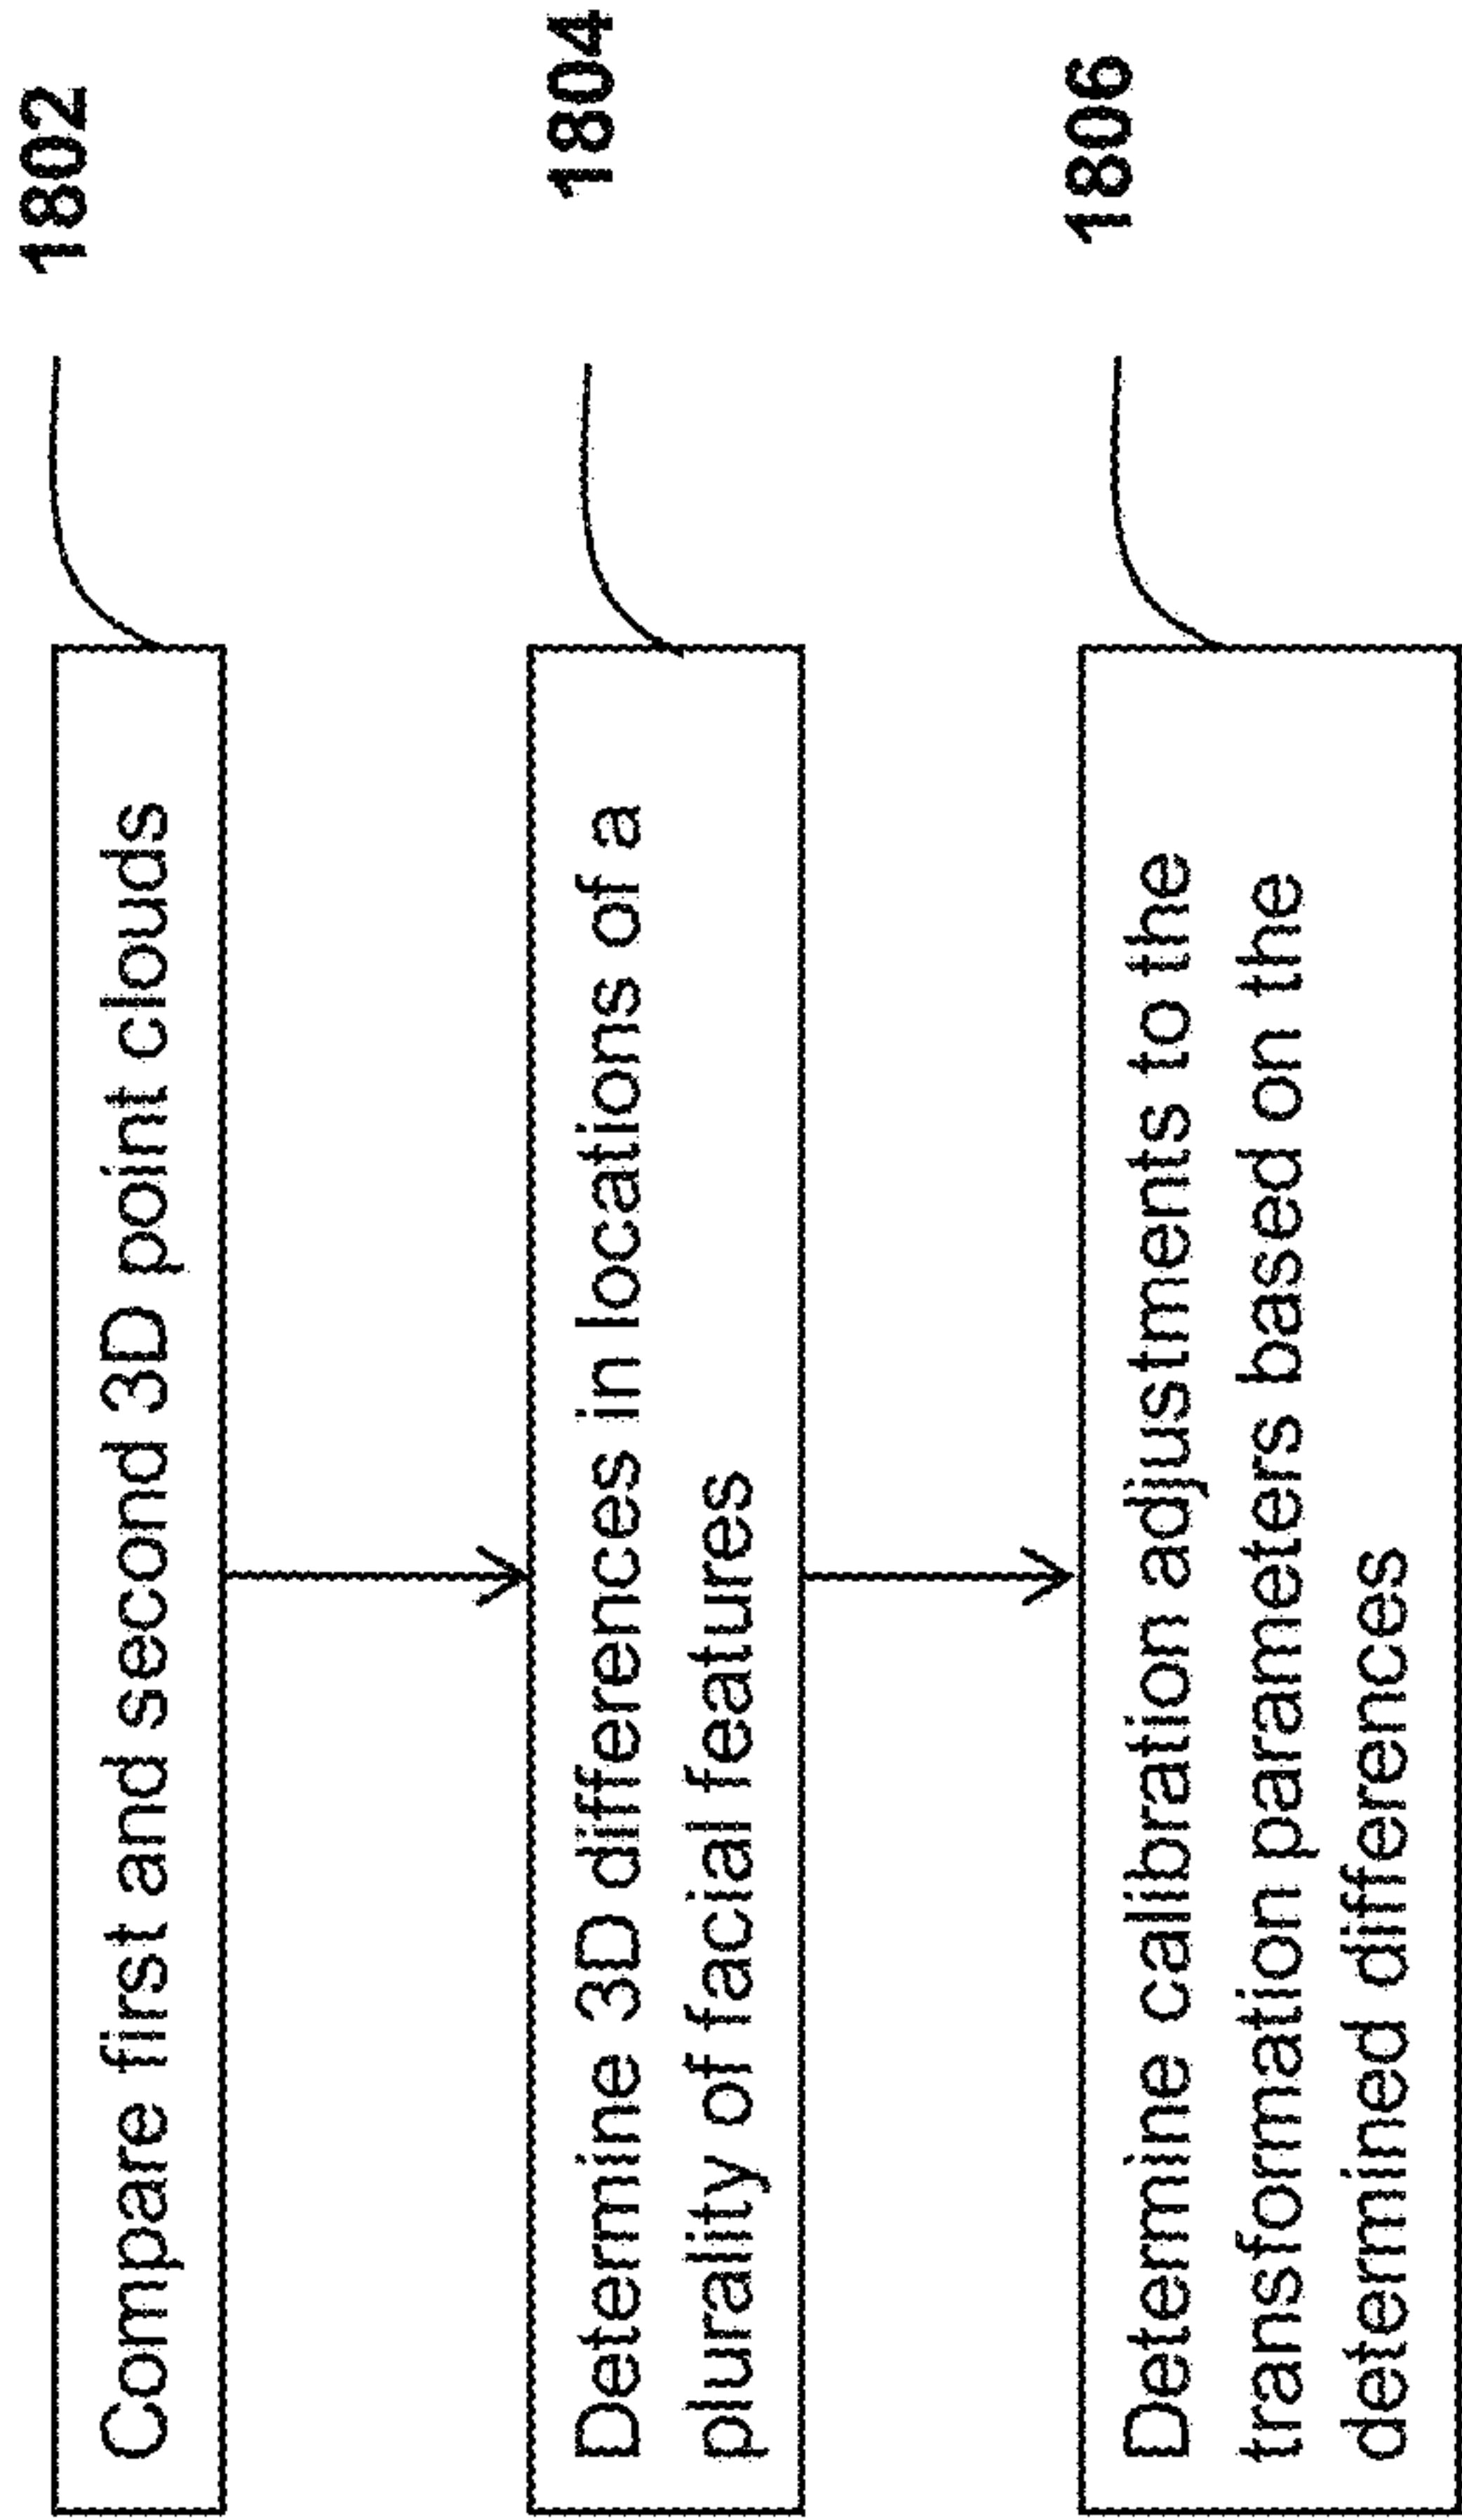 Compare first and second 3D point clouds
1802
Determine 3D differences in locations of a
plurality of facial features
1804
Determine calibration adjustments to the
transformation parameters based on the
determined differences
1806